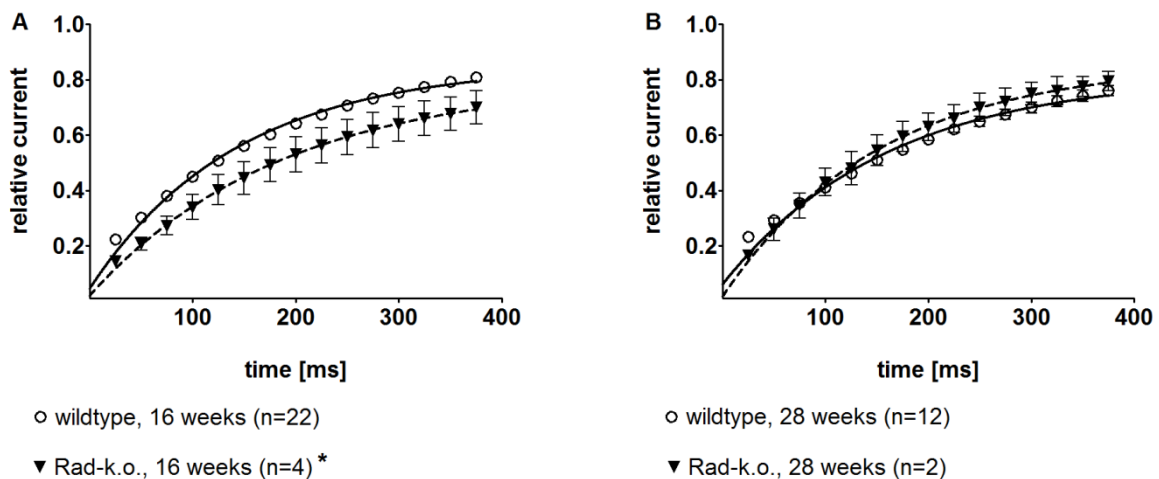 A
1.0
0.8
0.6
0.4
0.2
relative current
100
200
300
400
time [ms]
wildtype, 16 weeks (n=22)
Rad-k.o., 16 weeks (n=4) *
B
1.0
0.8
0.6
0.4
0.2
relative current
100
200
300
400
time [ms]
wildtype, 28 weeks (n=12)
Rad-k.o., 28 weeks (n=2)